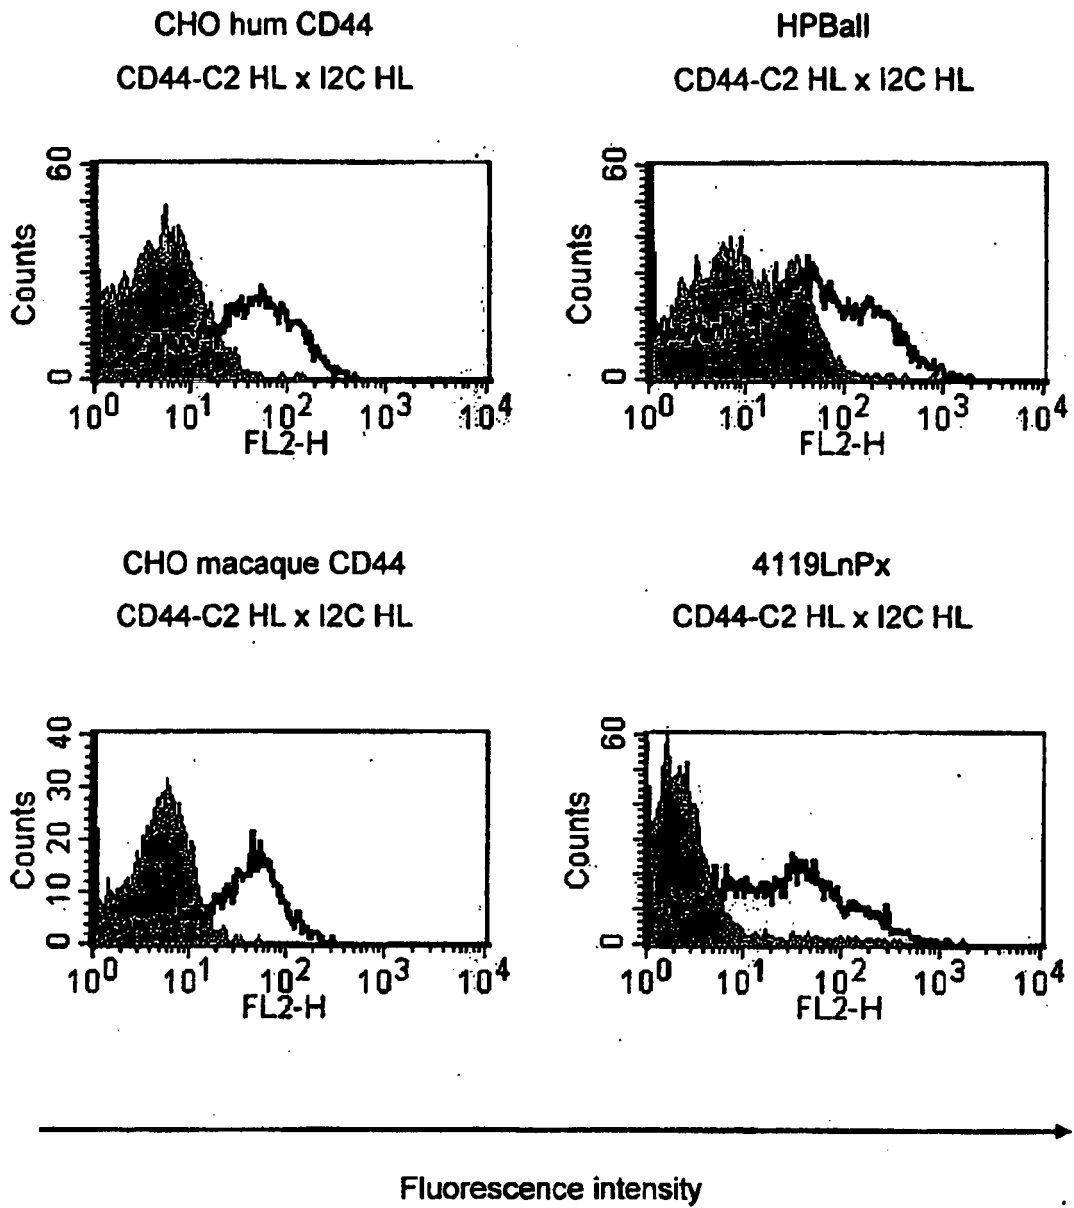 CHO hum CD44
CD44-C2 HL x I2C HL
60
Counts
0
10^0 10^1 10^2 10^3 10^4
FL2-H
HPBall
CD44-C2 HL x I2C HL
60
Counts
0
10^0 10^1 10^2 10^3 10^4
FL2-H
CHO macaque CD44
CD44-C2 HL x I2C HL
40
30
20
10
0
Counts
10^0 10^1 10^2 10^3 10^4
FL2-H
4119LnPx
CD44-C2 HL x I2C HL
60
Counts
0
10^0 10^1 10^2 10^3 10^4
FL2-H
Fluorescence intensity